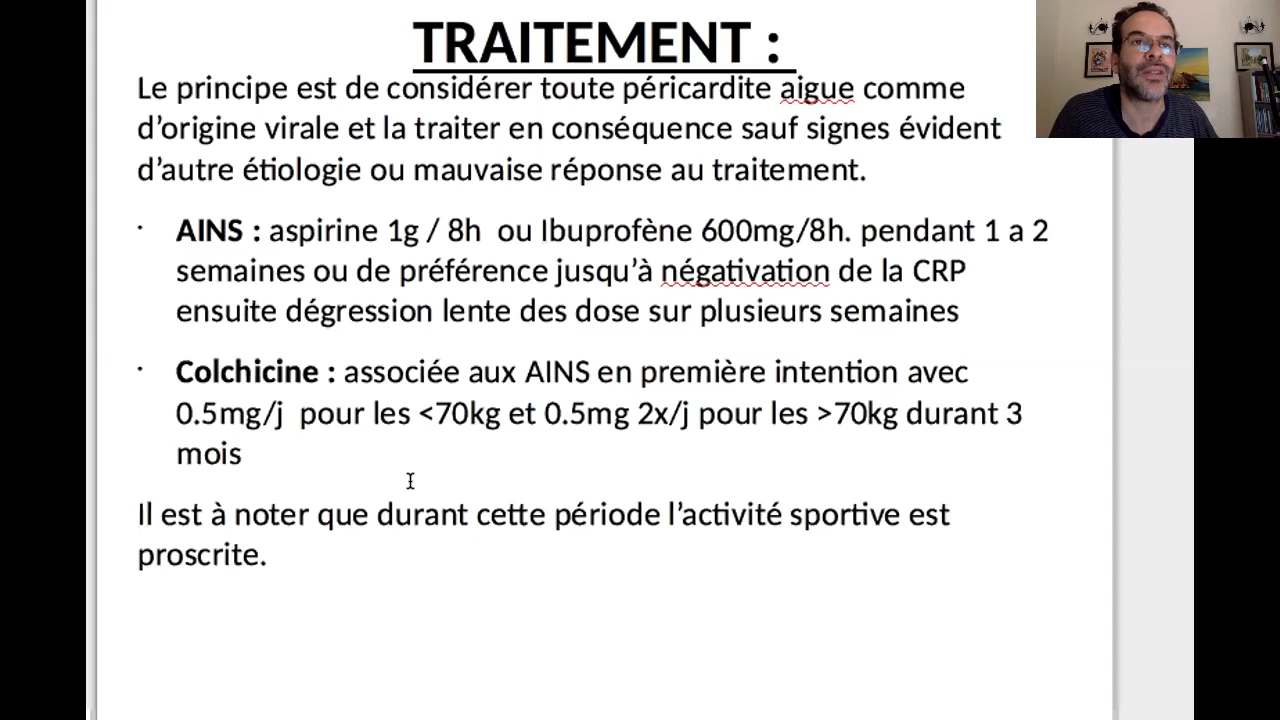 TRAITEMENT :
Le principe est de considérer toute péricardite aigue comme
d’origine virale et la traiter en conséquence sauf signes évident
d’autre étiologie ou mauvaise réponse au traitement.
· AINS : aspirine 1g / 8h  ou Ibuprofène 600mg/8h. pendant 1 a 2
semaines ou de préférence jusqu’à négativation de la CRP
ensuite dégression lente des dose sur plusieurs semaines
· Colchicine : associée aux AINS en première intention avec
0.5mg/j  pour les <70kg et 0.5mg 2x/j pour les >70kg durant 3
mois
Il est à noter que durant cette période l’activité sportive est
proscrite.